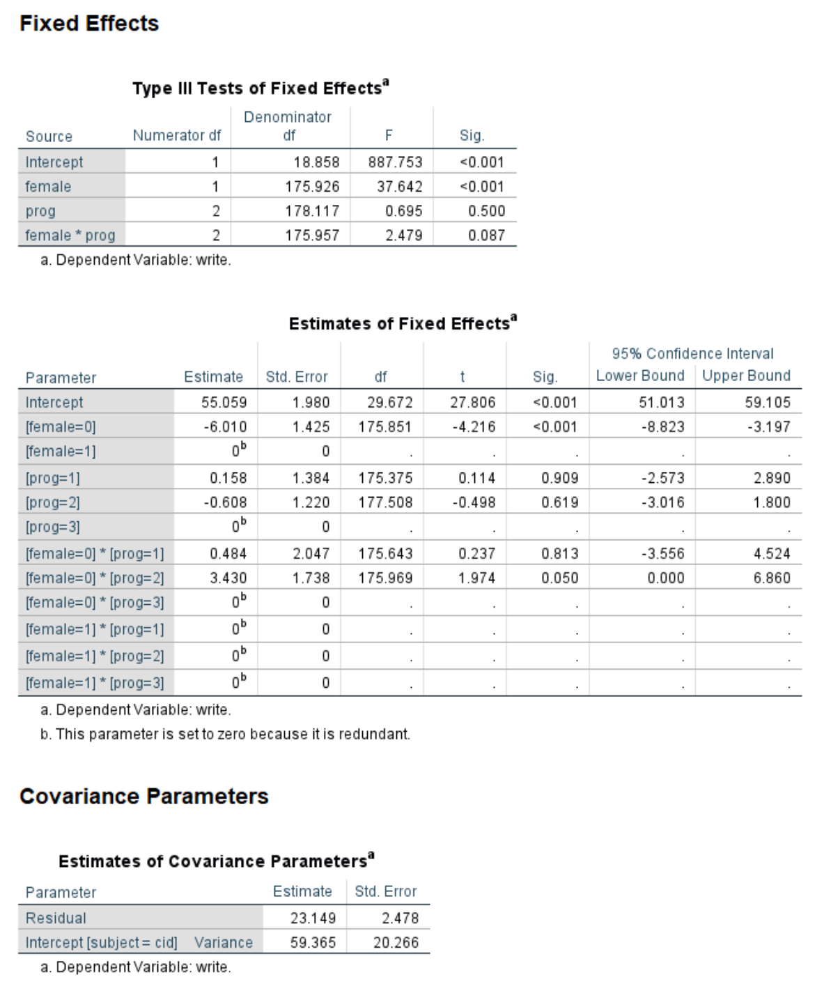 Fixed Effects
Type III Tests of Fixed Effectsa
Denominator
Source Numerator df df F Sig.
Intercept 1 18.858 887.753 <0.001
female 1 175.926 37.642 <0.001
prog 2 178.117 0.695 0.500
female * prog 2 175.957 2.479 0.087
a. Dependent Variable: write.
Estimates of Fixed Effectsa
95% Confidence Interval
Parameter Estimate Std. Error df t Sig. Lower Bound Upper Bound
Intercept 55.059 1.980 29.672 27.806 <0.001 51.013 59.105
[female=0] -6.010 1.425 175.851 -4.216 <0.001 -8.823 -3.197
[female=1] 0b 0 . . . . .
[prog=1] 0.158 1.384 175.375 0.114 0.909 -2.573 2.890
[prog=2] -0.608 1.220 177.508 -0.498 0.619 -3.016 1.800
[prog=3] 0b 0 . . . . .
[female=0] * [prog=1] 0.484 2.047 175.643 0.237 0.813 -3.556 4.524
[female=0] * [prog=2] 3.430 1.738 175.969 1.974 0.050 0.000 6.860
[female=0] * [prog=3] 0b 0 . . . . .
[female=1] * [prog=1] 0b 0 . . . . .
[female=1] * [prog=2] 0b 0 . . . . .
[female=1] * [prog=3] 0b 0 . . . . .
a. Dependent Variable: write.
b. This parameter is set to zero because it is redundant.
Covariance Parameters
Estimates of Covariance Parametersa
Parameter Estimate Std. Error
Residual 23.149 2.478
Intercept [subject = cid] Variance 59.365 20.266
a. Dependent Variable: write.